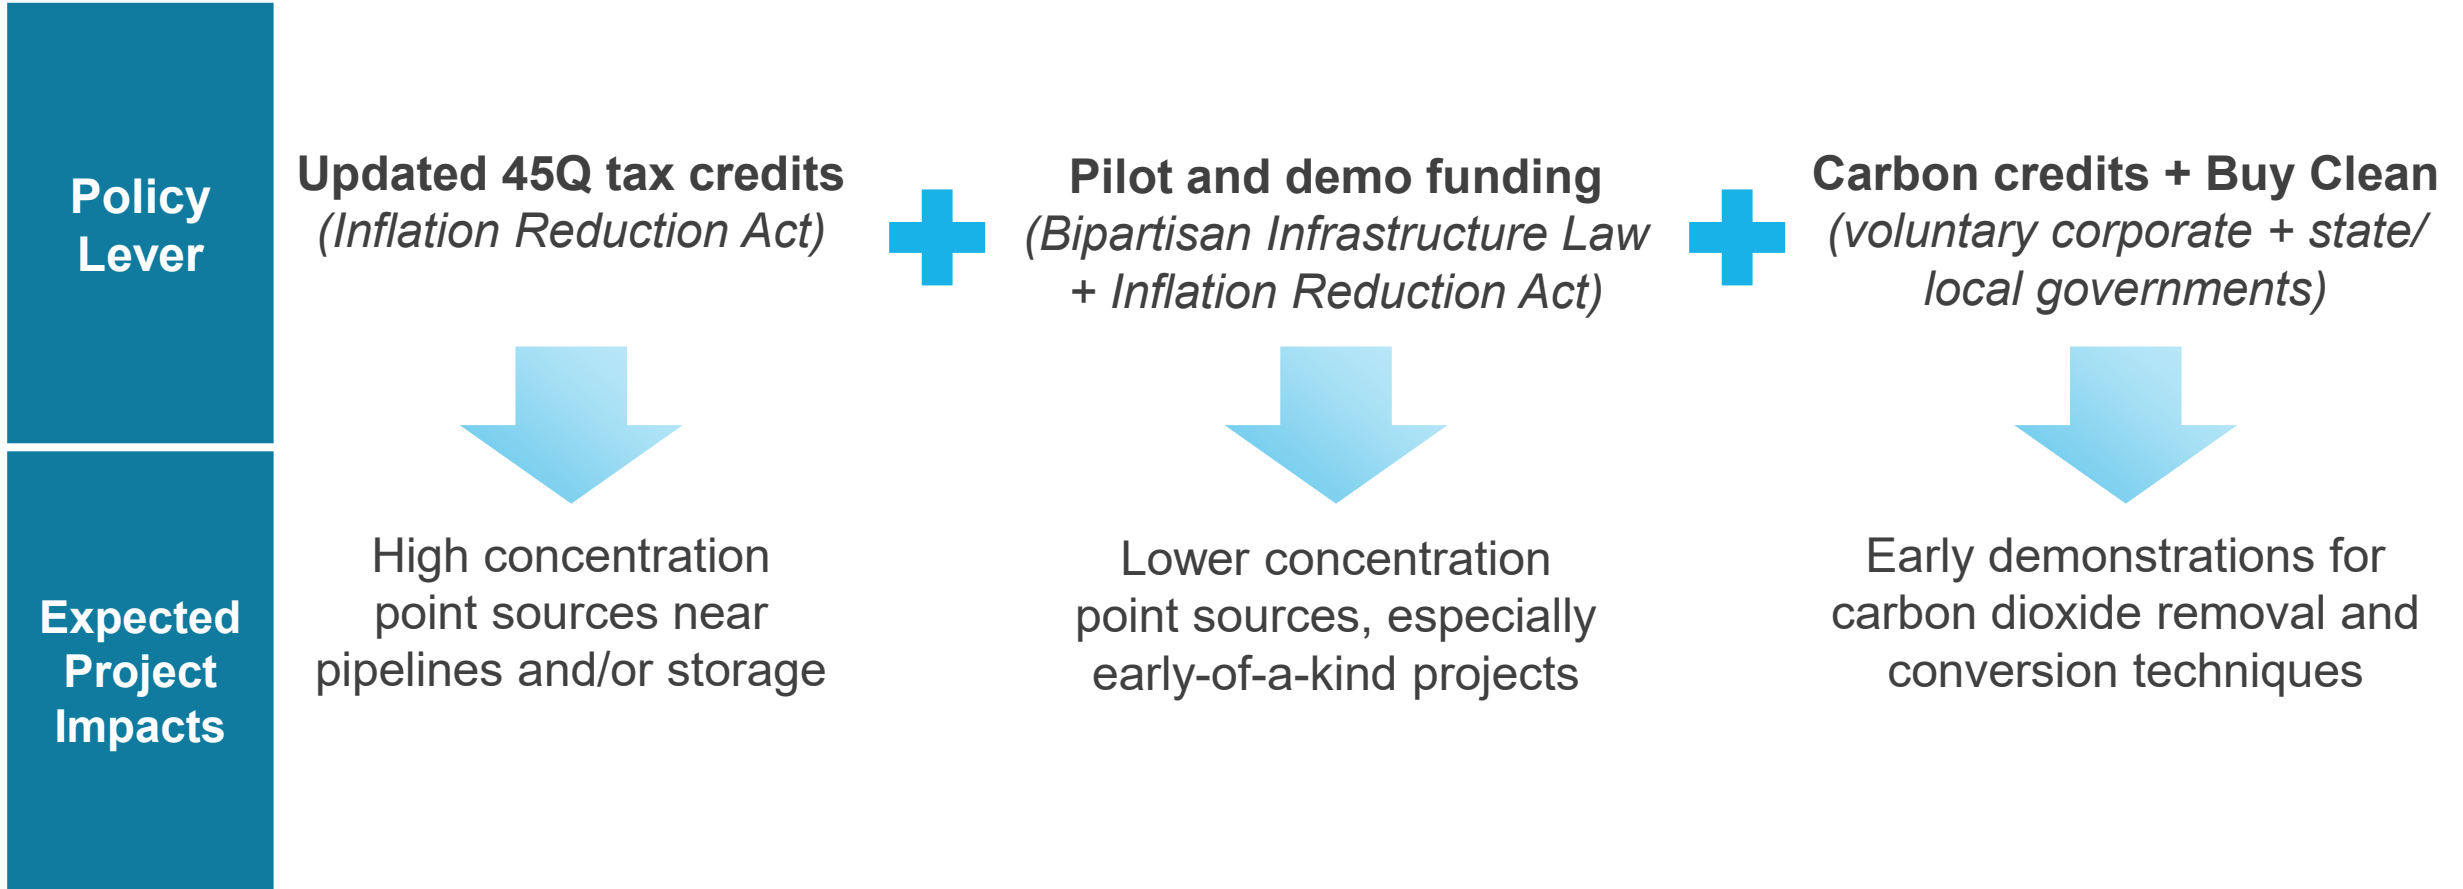 Policy
Lever
Updated 45Q tax credits
(Inflation Reduction Act)
Pilot and demo funding
(Bipartisan Infrastructure Law
+ Inflation Reduction Act)
Carbon credits + Buy Clean
(voluntary corporate + state/
local governments)
Expected
Project
Impacts
High concentration
point sources near
pipelines and/or storage
Lower concentration
point sources, especially
early-of-a-kind projects
Early demonstrations for
carbon dioxide removal and
conversion techniques